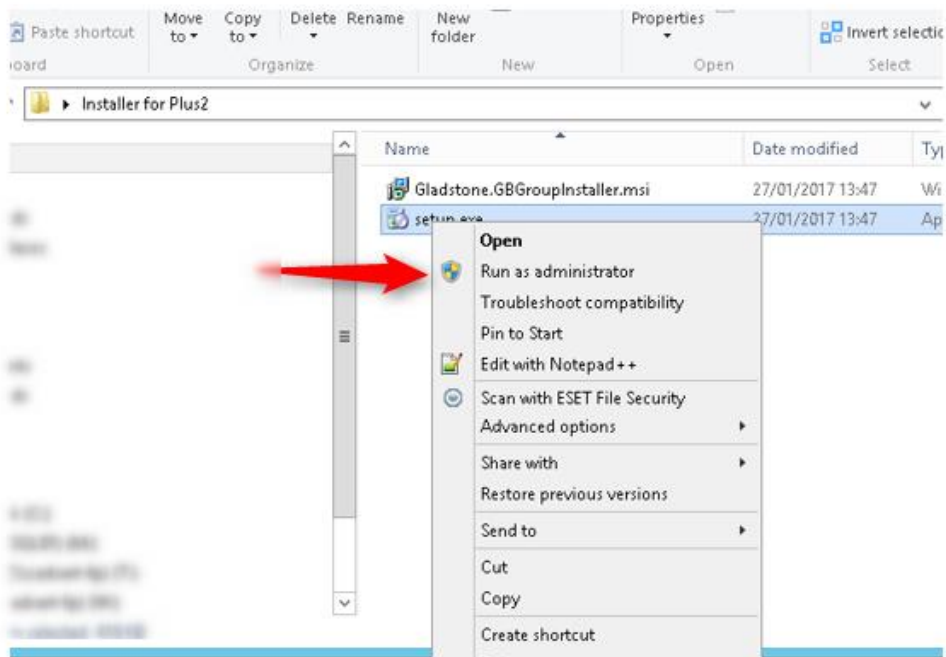 Paste shortcut
Move to
Copy to
Delete
Rename
New folder
Properties
Invert selectic
oard
Organize
New
Open
Select
Installer for Plus2
Name
Date modified
Typ
Gladstone.GBGroupInstaller.msi
27/01/2017 13:47
Wi
setup.exe
27/01/2017 13:47
Ap
Open
Run as administrator
Troubleshoot compatibility
Pin to Start
Edit with Notepad++
Scan with ESET File Security
Advanced options
Share with
Restore previous versions
Send to
Cut
Copy
Create shortcut